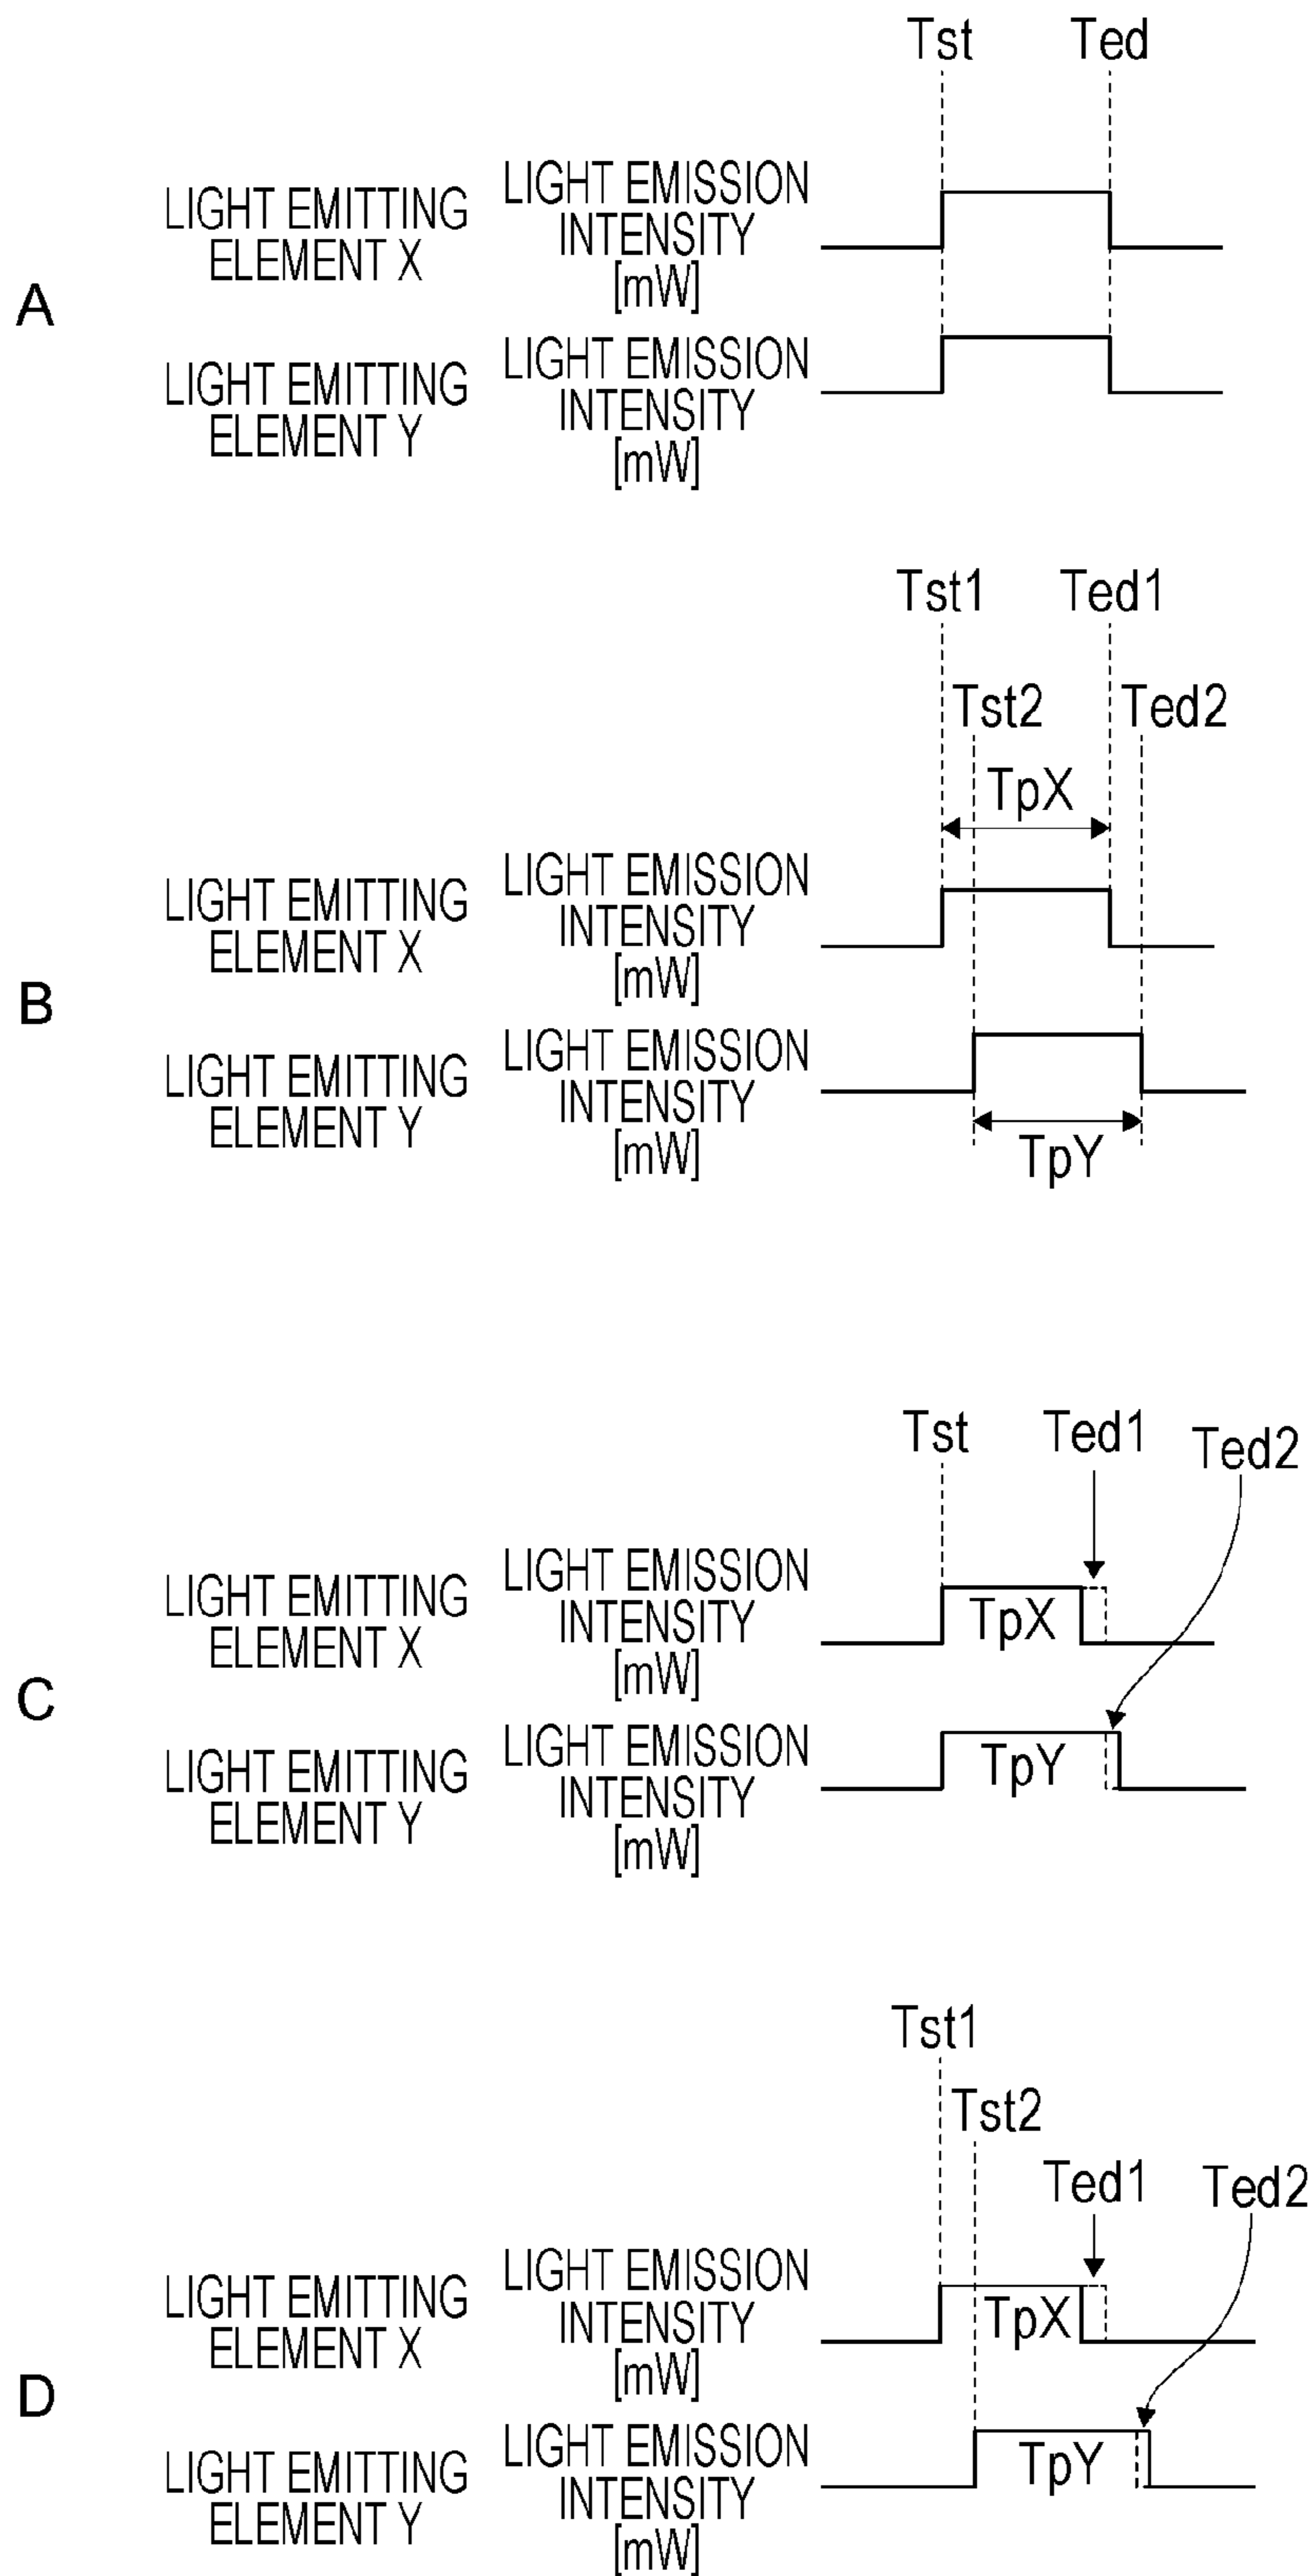 Tst Ted
LIGHT EMITTING
ELEMENT X
LIGHT EMISSION
INTENSITY
[mW]
A
LIGHT EMITTING
ELEMENT Y
LIGHT EMISSION
INTENSITY
[mW]
Tst1 Ted1
Tst2 Ted2
TpX
LIGHT EMITTING
ELEMENT X
LIGHT EMISSION
INTENSITY
[mW]
B
LIGHT EMITTING
ELEMENT Y
LIGHT EMISSION
INTENSITY
[mW]
TpY
Tst Ted1 Ted2
LIGHT EMITTING
ELEMENT X
LIGHT EMISSION
INTENSITY
[mW]
TpX
C
LIGHT EMITTING
ELEMENT Y
LIGHT EMISSION
INTENSITY
[mW]
TpY
Tst1
Tst2
Ted1 Ted2
LIGHT EMITTING
ELEMENT X
LIGHT EMISSION
INTENSITY
[mW]
TpX
D
LIGHT EMITTING
ELEMENT Y
LIGHT EMISSION
INTENSITY
[mW]
TpY